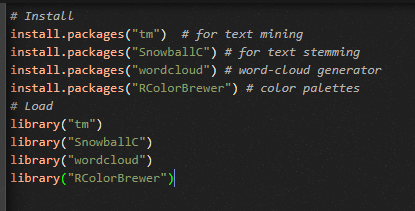 # Install
install.packages("tm")  # for text mining
install.packages("SnowballC") # for text stemming
install.packages("wordcloud") # word-cloud generator
install.packages("RColorBrewer") # color palettes
# Load
library("tm")
library("SnowballC")
library("wordcloud")
library("RColorBrewer")